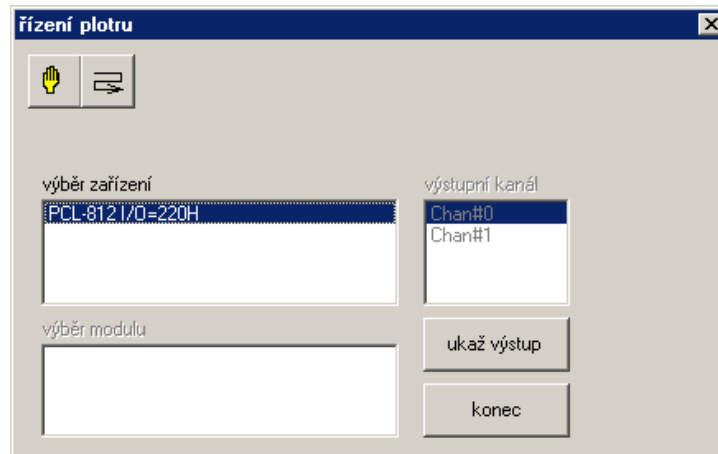 řízení plotru
výběr zařízení
PCL-812 I/O=220H
výstupní kanál
Chan#0
Chan#1
výběr modulu
ukaž výstup
konec